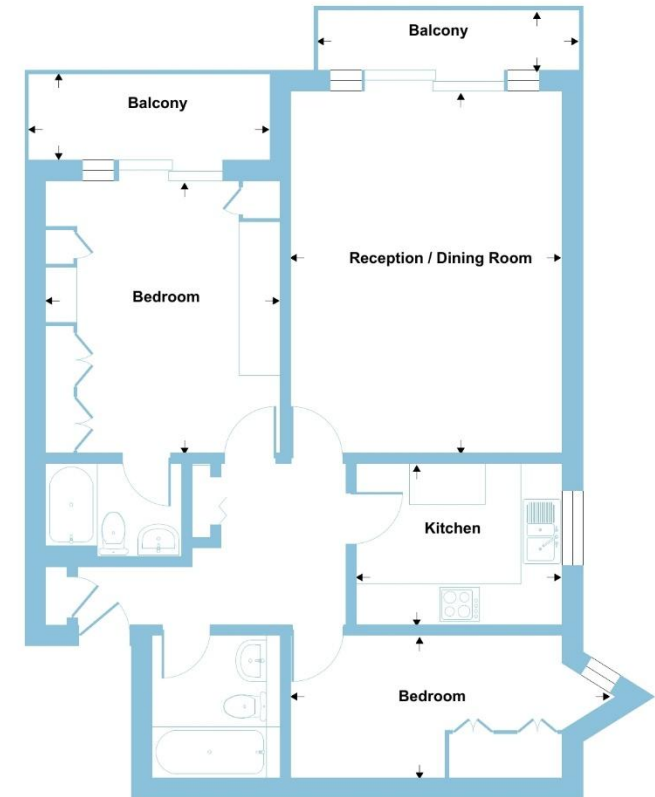 Balcony
Balcony
Reception / Dining Room
Bedroom
Kitchen
Bedroom